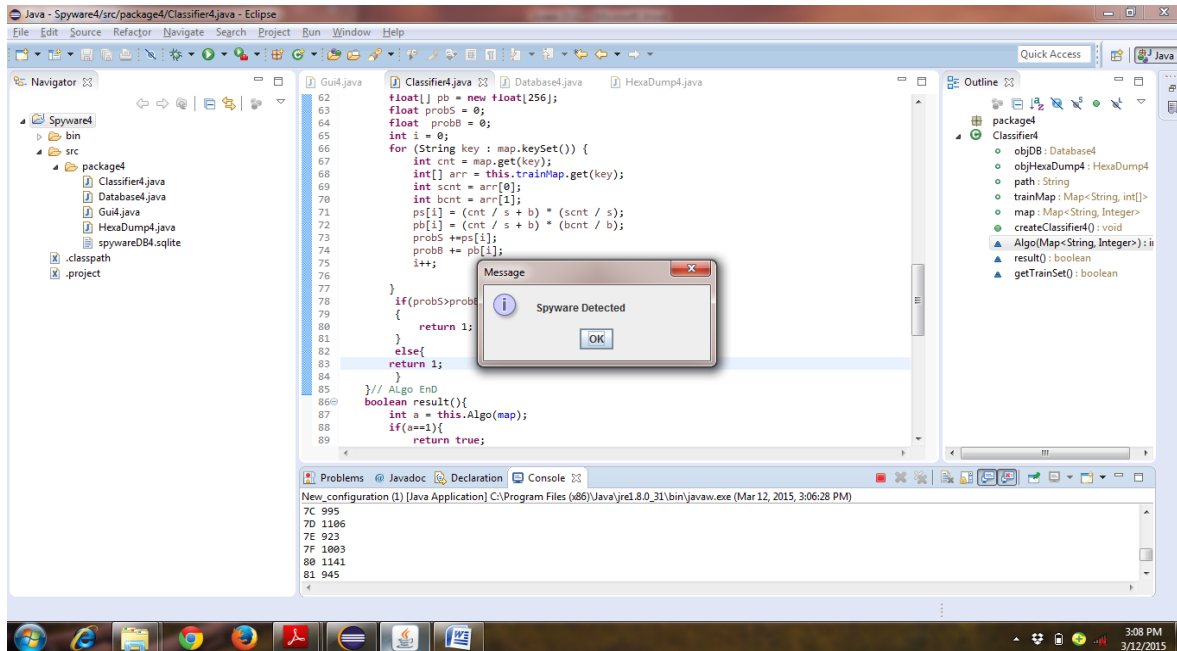 Java - Spyware4/src/package4/Classifier4.java - Eclipse
File Edit Source Refactor Navigate Search Project Run Window Help
Quick Access
Java
Navigator
Spyware4
bin
src
package4
Classifier4.java
Database4.java
Gui4.java
HexaDump4.java
spywareDB4.sqlite
.classpath
.project
Gui4.java Classifier4.java Database4.java HexaDump4.java
62 float[] pb = new float[256];
63 float probS = 0;
64 float probB = 0;
65 int i = 0;
66 for (String key : map.keySet()) {
67 int cnt = map.get(key);
68 int[] arr = this.trainMap.get(key);
69 int scnt = arr[0];
70 int bcnt = arr[1];
71 ps[i] = (cnt / s + b) * (scnt / s);
72 pb[i] = (cnt / s + b) * (bcnt / b);
73 probS +=ps[i];
74 probB += pb[i];
75 i++;
76
77 }
78 if(probS>prob
79 {
80 return 1;
81 }
82 else{
83 return 1;
84 }
85 }// ALgo EnD
86 boolean result(){
87 int a = this.Algo(map);
88 if(a==1){
89 return true;
Message
Spyware Detected
OK
Outline
package4
Classifier4
objDB : Database4
objHexaDump4 : HexaDump4
path : String
trainMap : Map<String, int[]>
map : Map<String, Integer>
createClassifier4() : void
Algo(Map<String, Integer>) : i
result() : boolean
getTrainSet() : boolean
Problems @ Javadoc Declaration Console
New_configuration (1) [Java Application] C:\Program Files (x86)\Java\jre1.8.0_31\bin\javaw.exe (Mar 12, 2015, 3:06:28 PM)
7C 995
7D 1106
7E 923
7F 1003
80 1141
81 945
3:08 PM
3/12/2015